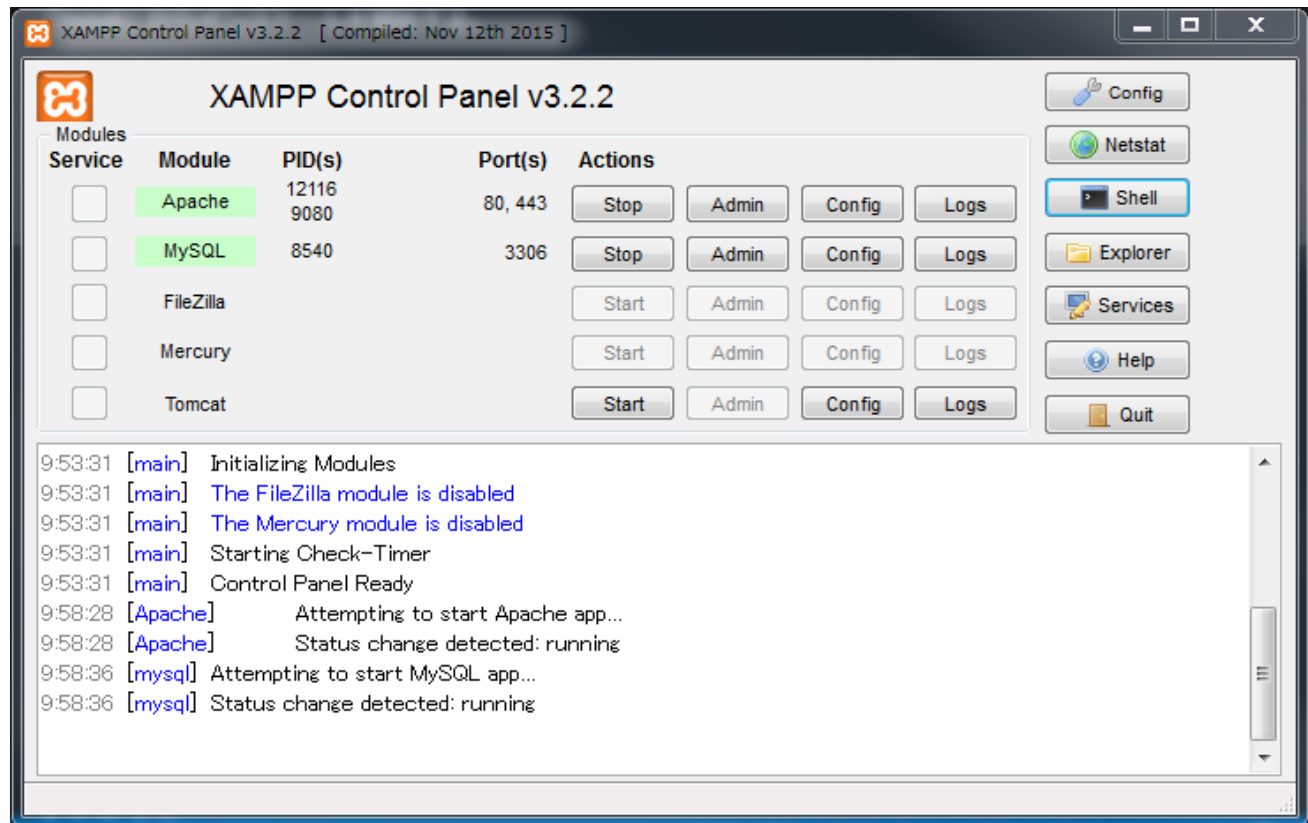 XAMPP Control Panel v3.2.2 [ Compiled: Nov 12th 2015 ]
XAMPP Control Panel v3.2.2
Config
Modules
Service Module PID(s) Port(s) Actions
Netstat
Apache 12116 9080 80, 443 Stop Admin Config Logs
Shell
MySQL 8540 3306 Stop Admin Config Logs
Explorer
FileZilla Start Admin Config Logs
Services
Mercury Start Admin Config Logs
Help
Tomcat Start Admin Config Logs
Quit
9:53:31 [main] Initializing Modules
9:53:31 [main] The FileZilla module is disabled
9:53:31 [main] The Mercury module is disabled
9:53:31 [main] Starting Check-Timer
9:53:31 [main] Control Panel Ready
9:58:28 [Apache] Attempting to start Apache app...
9:58:28 [Apache] Status change detected: running
9:58:36 [mysql] Attempting to start MySQL app...
9:58:36 [mysql] Status change detected: running